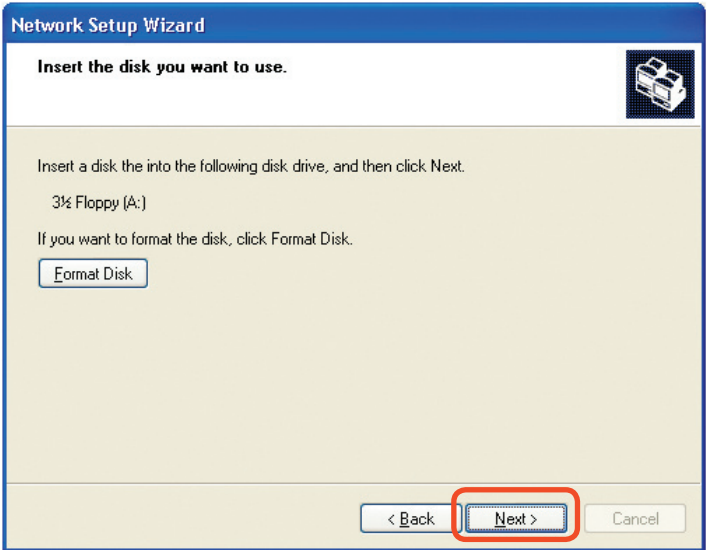 Network Setup Wizard
Insert the disk you want to use.
Insert a disk the into the following disk drive, and then click Next.
3½ Floppy (A:)
If you want to format the disk, click Format Disk.
Format Disk
< Back
Next >
Cancel